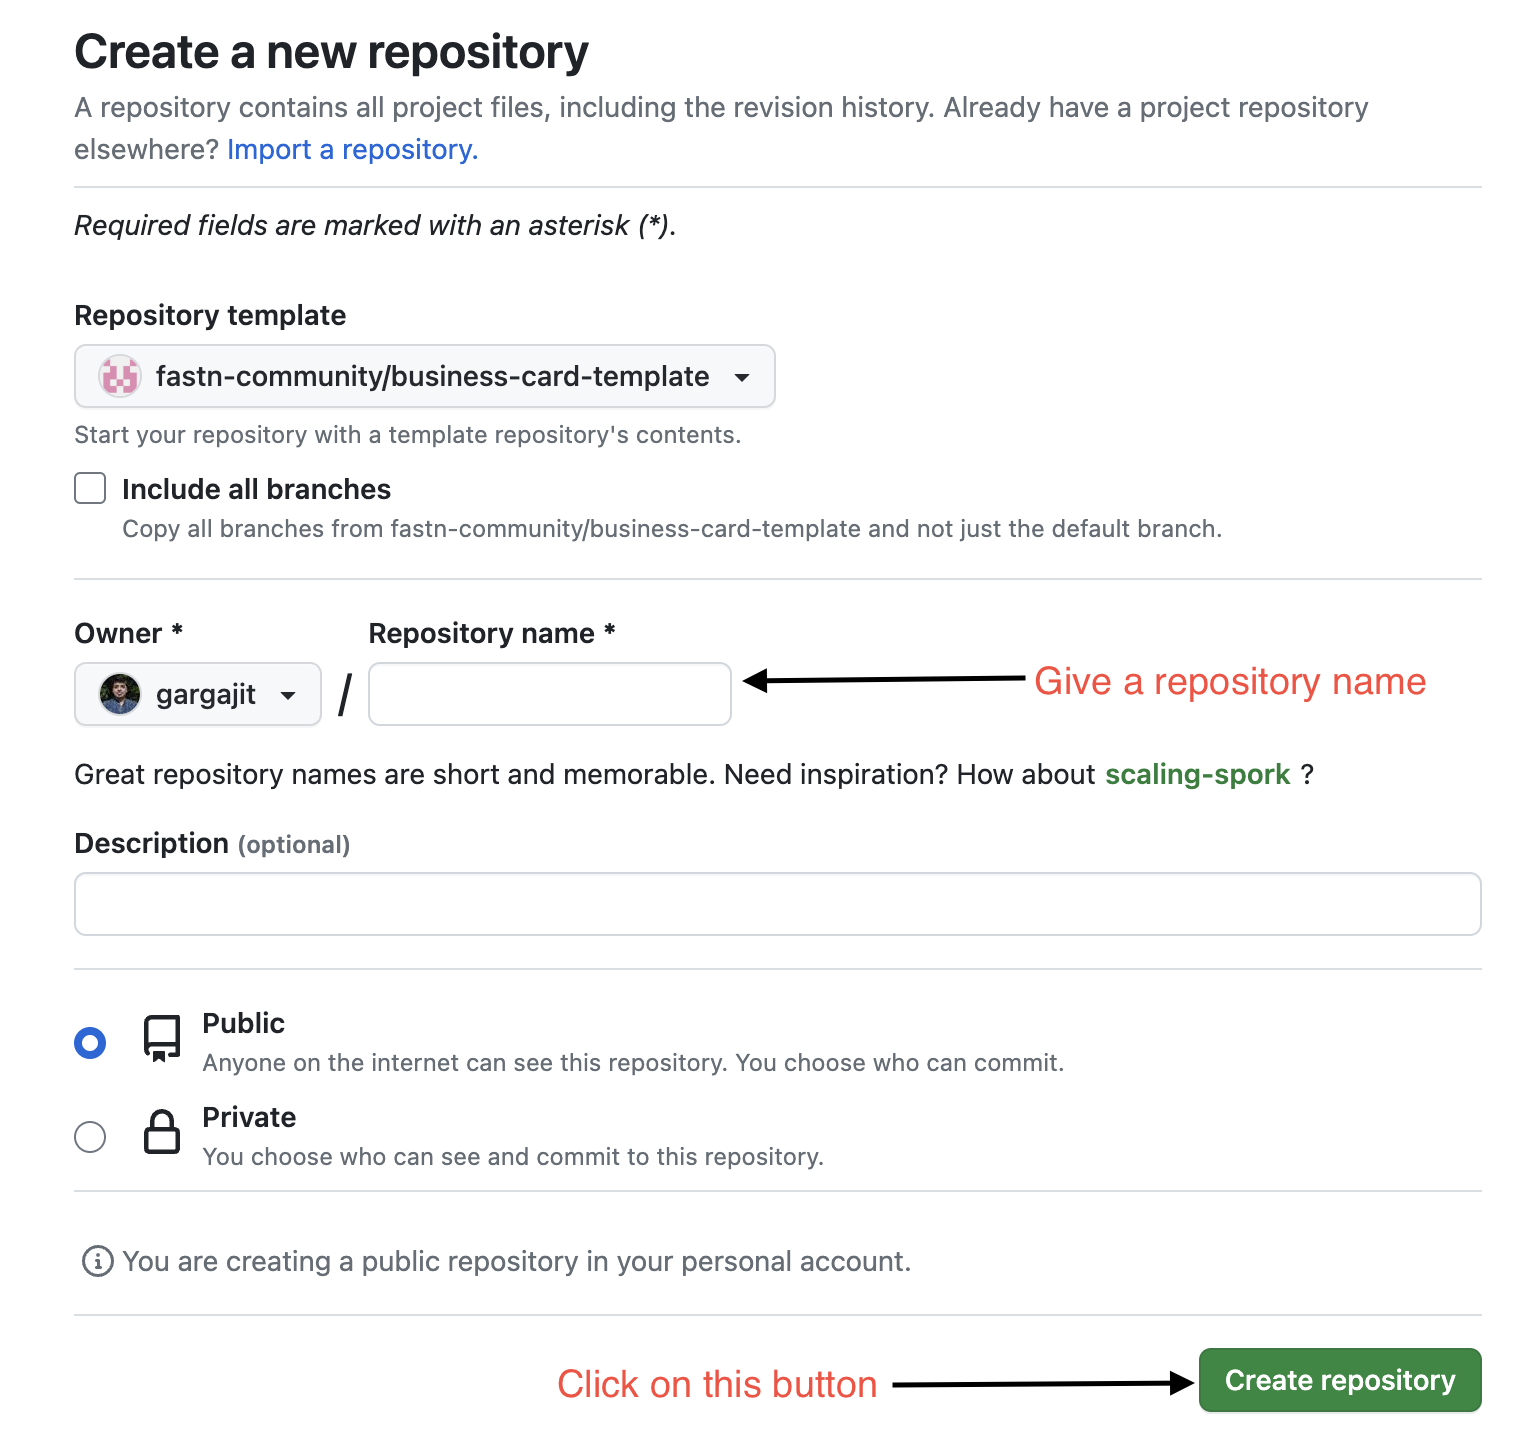 Create a new repository
A repository contains all project files, including the revision history. Already have a project repository
elsewhere? Import a repository.
Required fields are marked with an asterisk (*).
Repository template
fastn-community/business-card-template
Start your repository with a template repository's contents.
Include all branches
Copy all branches from fastn-community/business-card-template and not just the default branch.
Owner * Repository name *
gargajit / Give a repository name
Great repository names are short and memorable. Need inspiration? How about scaling-spork ?
Description (optional)
Public
Anyone on the internet can see this repository. You choose who can commit.
Private
You choose who can see and commit to this repository.
You are creating a public repository in your personal account.
Click on this button Create repository